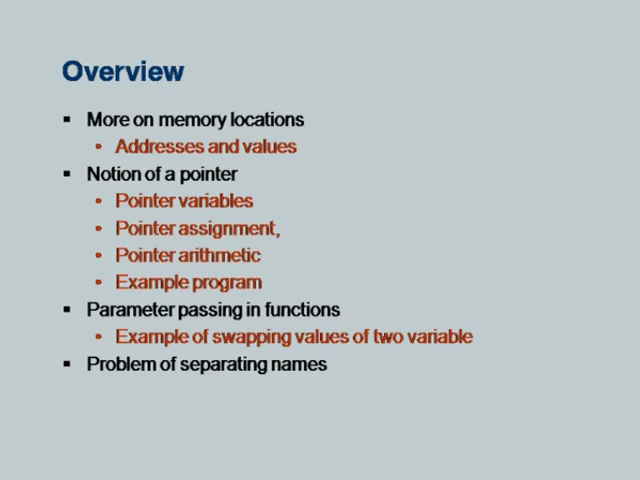 Overview
▪ More on memory locations
• Addresses and values
▪ Notion of a pointer
• Pointer variables
• Pointer assignment,
• Pointer arithmetic
• Example program
▪ Parameter passing in functions
• Example of swapping values of two variable
▪ Problem of separating names